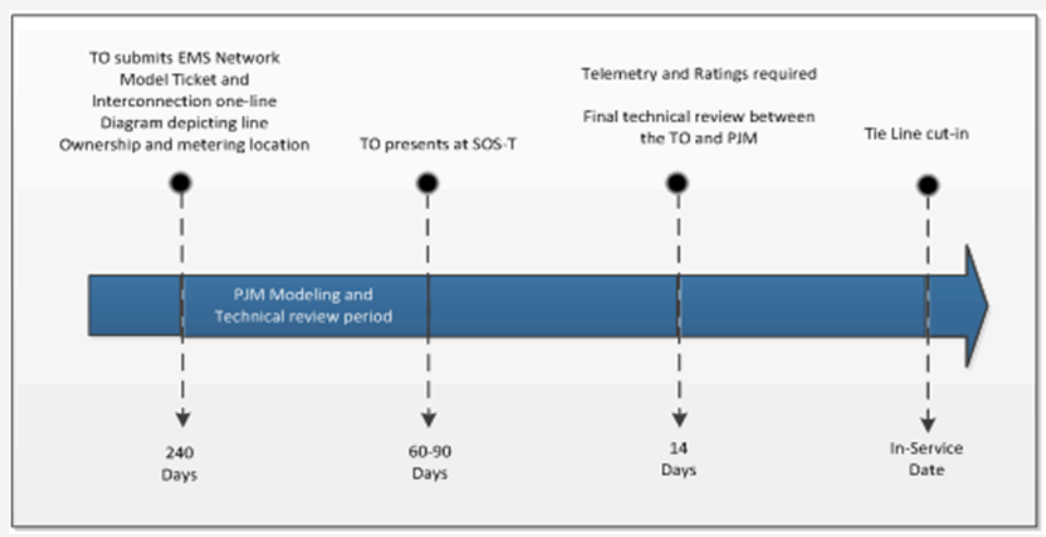 TO submits EMS Network
Model Ticket and
Interconnection one-line
Diagram depicting line
Ownership and metering location
TO presents at SOS-T
Telemetry and Ratings required
Final technical review between
the TO and PJM
Tie Line cut-in
PJM Modeling and
Technical review period
240
Days
60-90
Days
14
Days
In-Service
Date